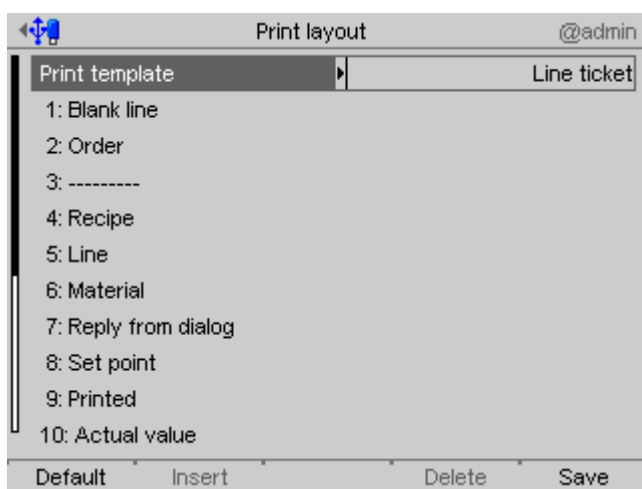 Print layout @admin
Print template Line ticket
1: Blank line
2: Order
3: ---------
4: Recipe
5: Line
6: Material
7: Reply from dialog
8: Set point
9: Printed
10: Actual value
Default Insert Delete Save